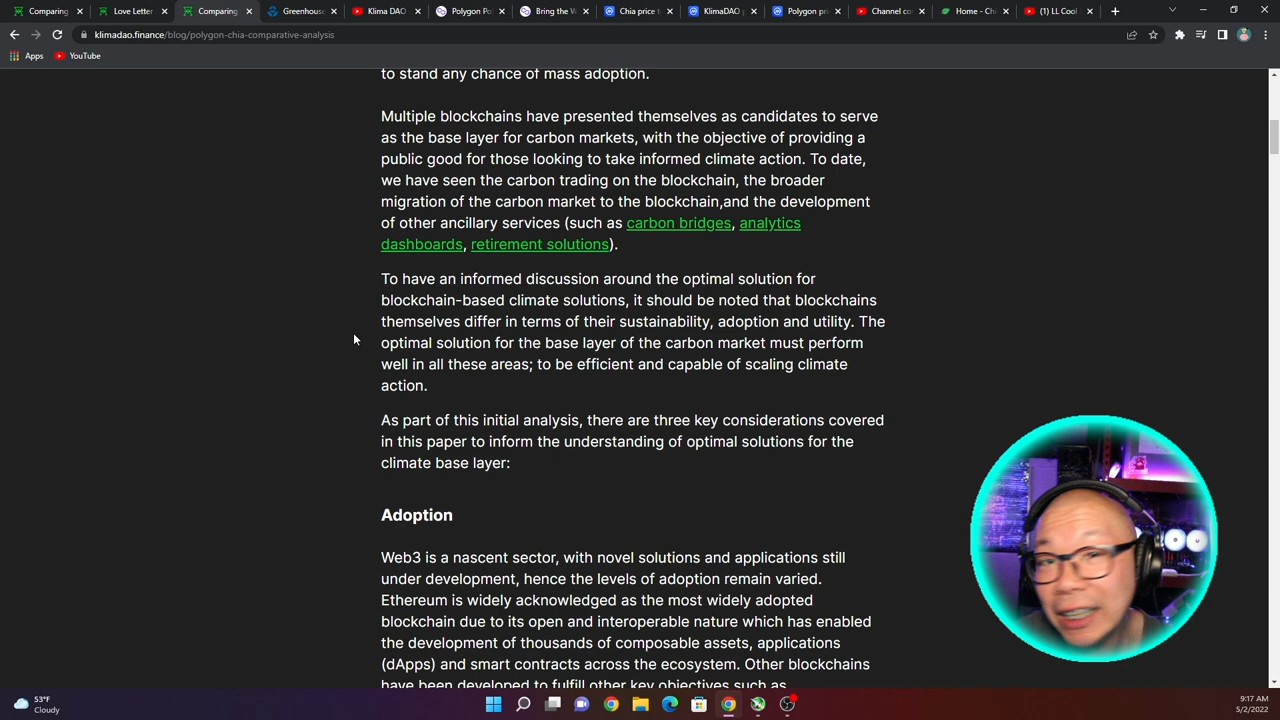 Comparing
Love Letter
Comparing
Greenhouse
Klima DAO
Polygon Po
Bring the W
Chia price t
KlimaDAO p
Polygon pri
Channel co
Home - Chi
(1) LL Cool
klimadao.finance/blog/polygon-chia-comparative-analysis
Apps
YouTube
to stand any chance of mass adoption.
Multiple blockchains have presented themselves as candidates to serve
as the base layer for carbon markets, with the objective of providing a
public good for those looking to take informed climate action. To date,
we have seen the carbon trading on the blockchain, the broader
migration of the carbon market to the blockchain,and the development
of other ancillary services (such as carbon bridges, analytics
dashboards, retirement solutions).
To have an informed discussion around the optimal solution for
blockchain-based climate solutions, it should be noted that blockchains
themselves differ in terms of their sustainability, adoption and utility. The
optimal solution for the base layer of the carbon market must perform
well in all these areas; to be efficient and capable of scaling climate
action.
As part of this initial analysis, there are three key considerations covered
in this paper to inform the understanding of optimal solutions for the
climate base layer:
Adoption
Web3 is a nascent sector, with novel solutions and applications still
under development, hence the levels of adoption remain varied.
Ethereum is widely acknowledged as the most widely adopted
blockchain due to its open and interoperable nature which has enabled
the development of thousands of composable assets, applications
(dApps) and smart contracts across the ecosystem. Other blockchains
have been developed to fulfill other key objectives such as
53°F
Cloudy
9:17 AM
5/2/2022